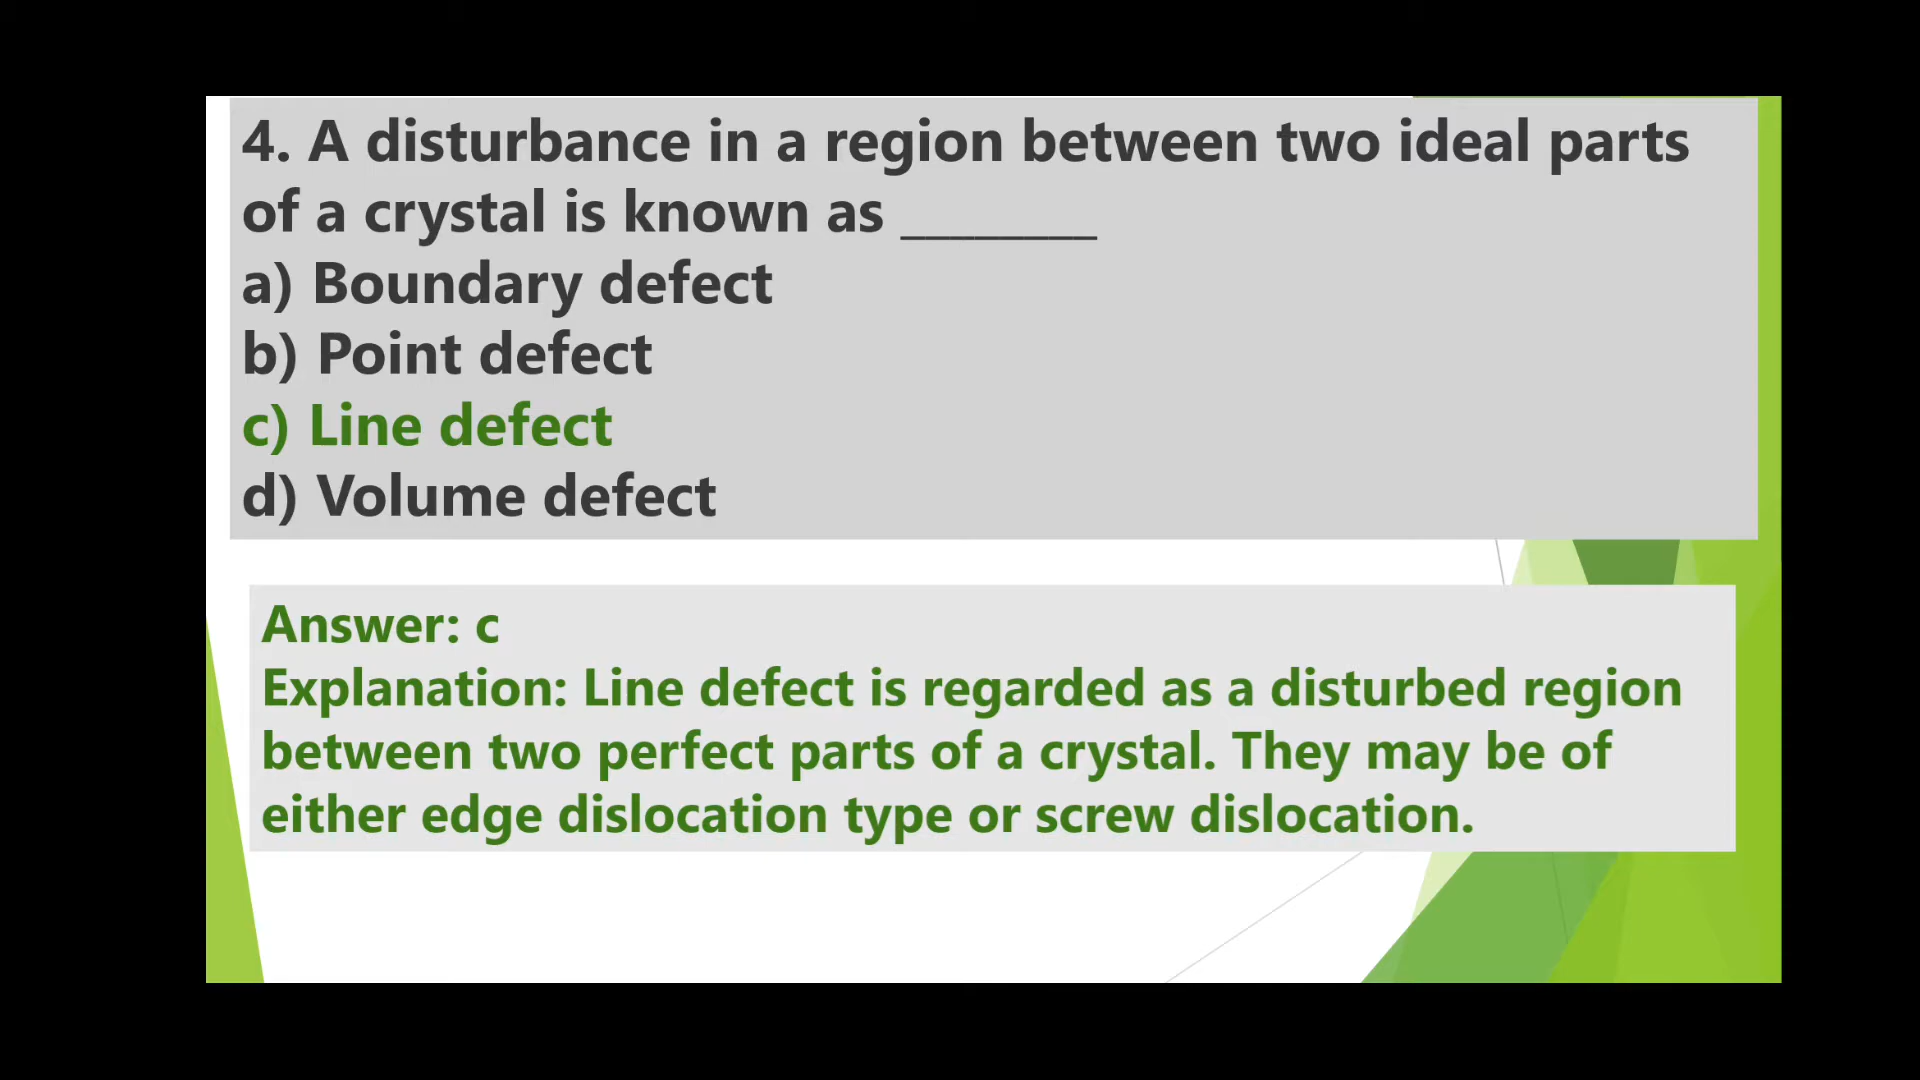 4. A disturbance in a region between two ideal parts
of a crystal is known as ________
a) Boundary defect
b) Point defect
c) Line defect
d) Volume defect
Answer: c
Explanation: Line defect is regarded as a disturbed region
between two perfect parts of a crystal. They may be of
either edge dislocation type or screw dislocation.